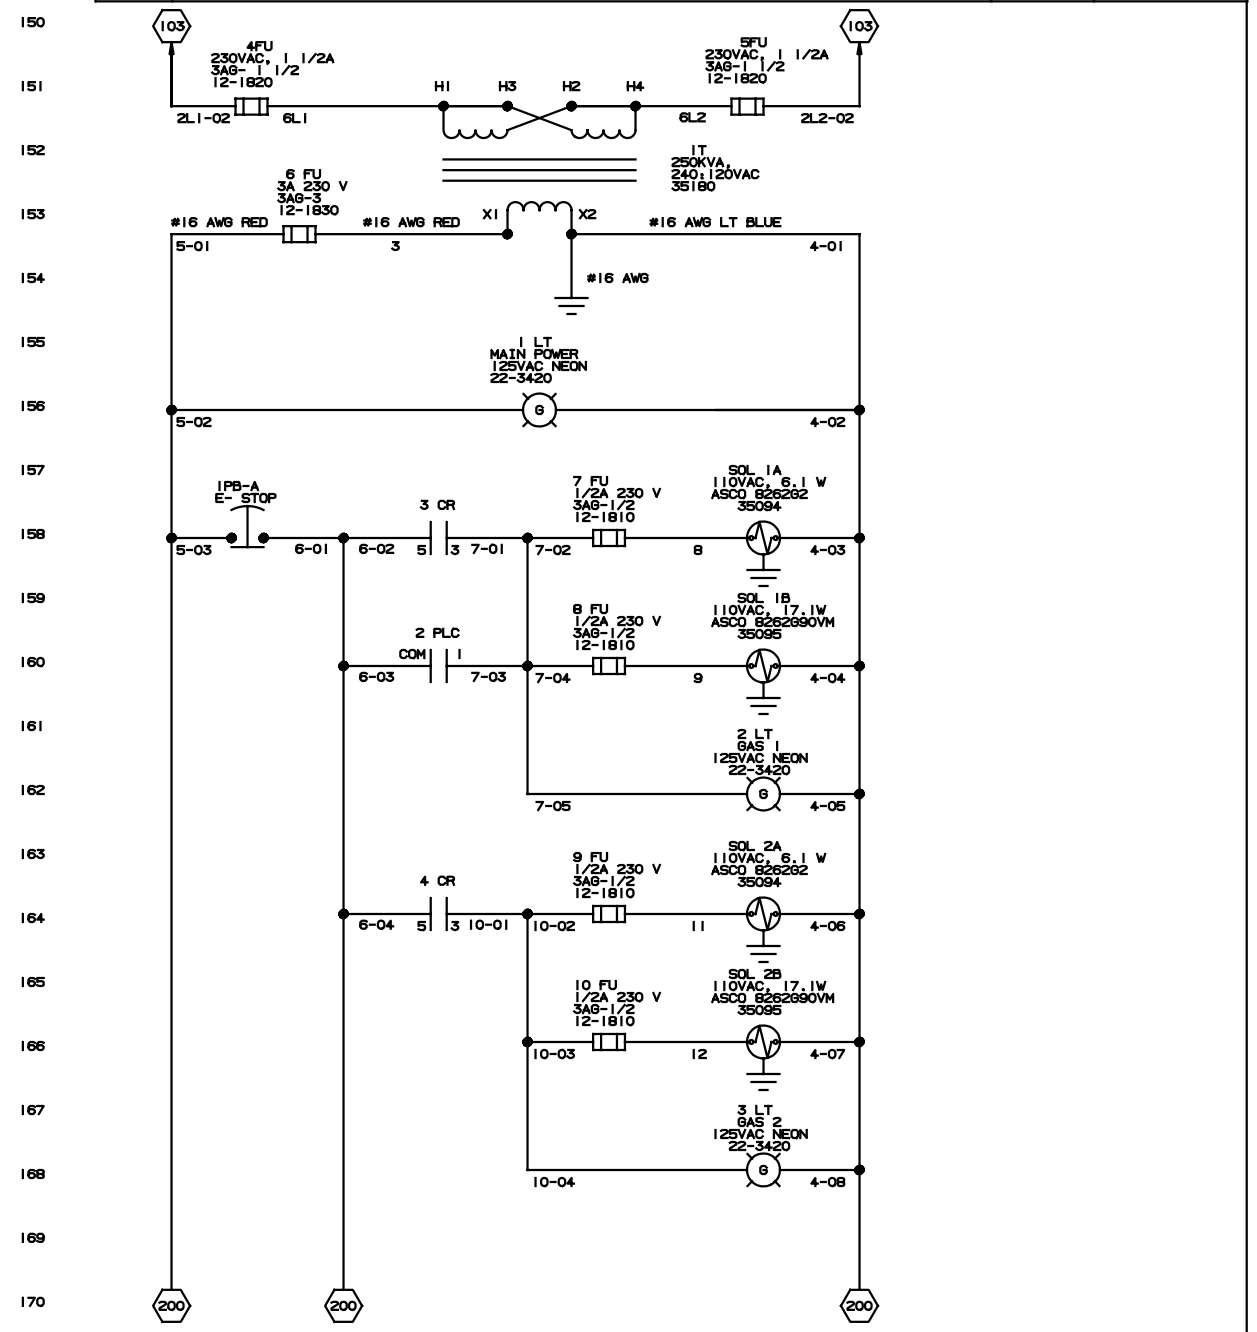 150
103
103
4FU
230VAC, 1 1/2A
3AG- 1 1/2
12-1820
5FU
230VAC, 1 1/2A
3AG-1 1/2
12-1820
151
H1 H3 H2 H4
2L1-02 6L1 6L2 2L2-02
152
1T
250KVA,
240:120VAC
35180
6 FU
3A 230 V
3AG-3
12-1830
153
X1 X2
#16 AWG RED #16 AWG RED #16 AWG LT BLUE
5-01 3 4-01
154
#16 AWG
155
1 LT
MAIN POWER
125VAC NEON
22-3420
156
G
5-02 4-02
157
1PB-A
E- STOP
3 CR
7 FU
1/2A 230 V
3AG-1/2
12-1810
SOL 1A
110VAC, 6.1 W
ASCO 8262G2
35094
158
5-03 6-01 6-02 5 3 7-01 7-02 8 4-03
159
2 PLC
8 FU
1/2A 230 V
3AG-1/2
12-1810
SOL 1B
110VAC, 17.1W
ASCO 8262G90VM
35095
160
COM 1
6-03 7-03 7-04 9 4-04
161
2 LT
GAS 1
125VAC NEON
22-3420
162
G
7-05 4-05
163
4 CR
9 FU
1/2A 230 V
3AG-1/2
12-1810
SOL 2A
110VAC, 6.1 W
ASCO 8262G2
35094
164
6-04 5 3 10-01 10-02 11 4-06
165
10 FU
1/2A 230 V
3AG-1/2
12-1810
SOL 2B
110VAC, 17.1W
ASCO 8262G90VM
35095
166
10-03 12 4-07
167
3 LT
GAS 2
125VAC NEON
22-3420
168
G
10-04 4-08
169
170
200 200 200